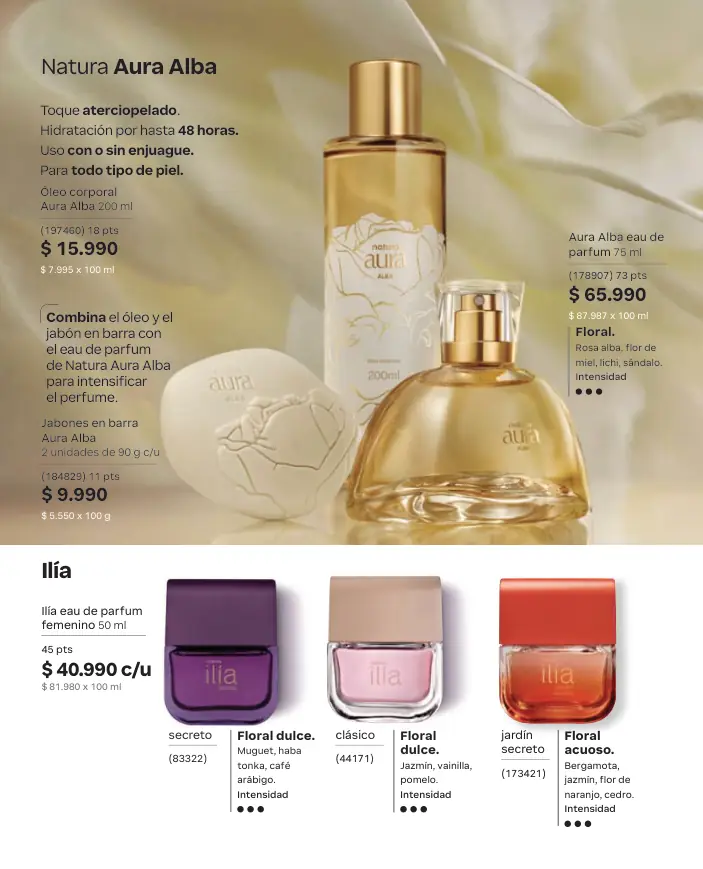 Natura Aura Alba
Toque aterciopelado.
Hidratación por hasta 48 horas.
Uso con o sin enjuague.
Para todo tipo de piel.
Óleo corporal
Aura Alba 200 ml
(197460) 18 pts
$ 15.990
$ 7.995 x 100 ml
Combina el óleo y el
jabón en barra con
el eau de parfum
de Natura Aura Alba
para intensificar
el perfume.
Jabones en barra
Aura Alba
2 unidades de 90 g c/u
(184829) 11 pts
$ 9.990
$ 5.550 x 100 g
natura
aura
ALBA
200ml
aura
ALBA
aura
ALBA
Aura Alba eau de
parfum 75 ml
(178907) 73 pts
$ 65.990
$ 87.987 x 100 ml
Floral.
Rosa alba, flor de
miel, lichi, sándalo.
Intensidad
Ilía
Ilía eau de parfum
femenino 50 ml
45 pts
$ 40.990 c/u
$ 81.980 x 100 ml
ilía
secreto
(83322)
Floral dulce.
Muguet, haba
tonka, café
arábigo.
Intensidad
ilía
clásico
(44171)
Floral
dulce.
Jazmín, vainilla,
pomelo.
Intensidad
ilía
jardín
secreto
(173421)
Floral
acuoso.
Bergamota,
jazmín, flor de
naranjo, cedro.
Intensidad